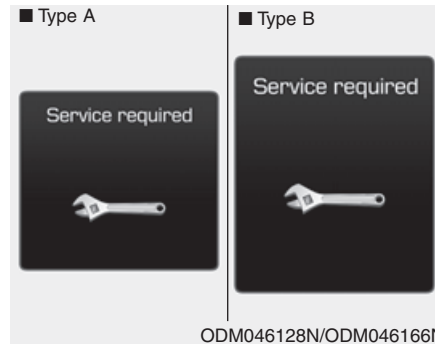 ■ Type A
Service required
■ Type B
Service required
ODM046128N/ODM046166N